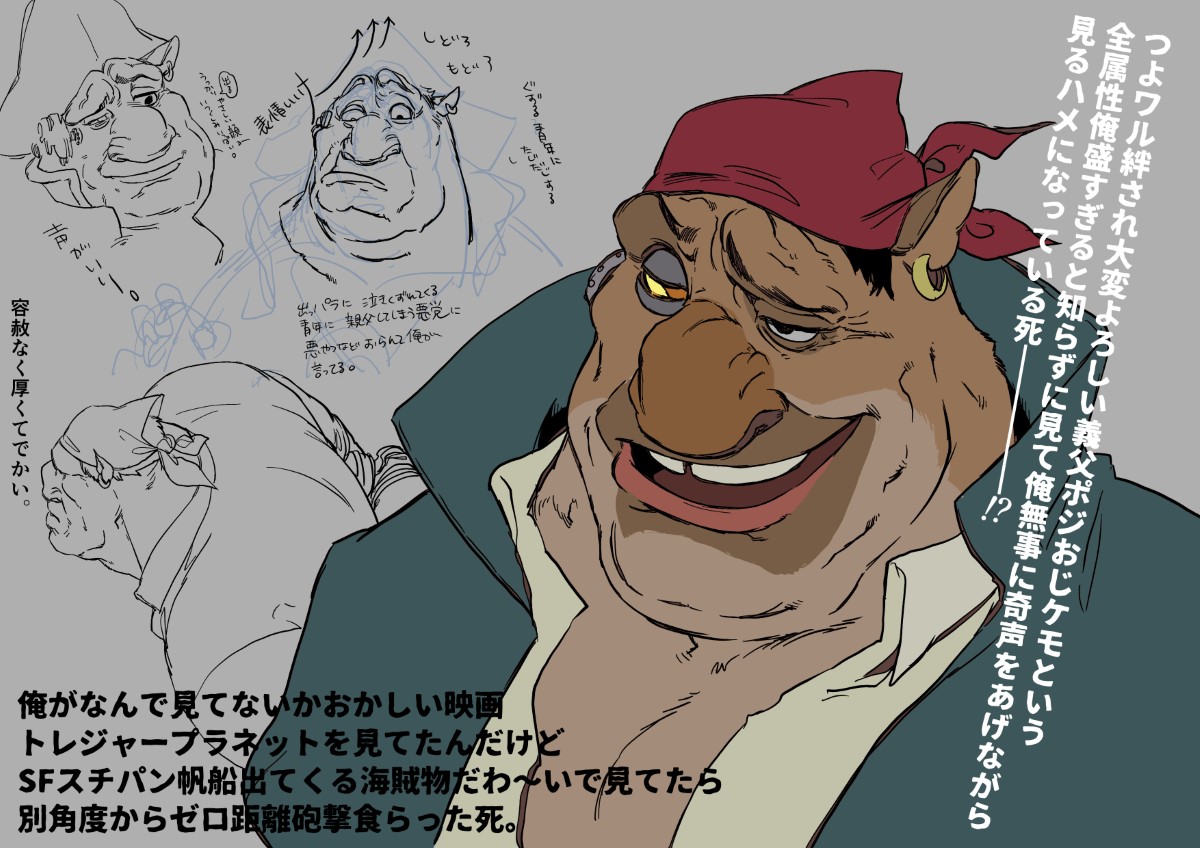 つよワル絆され大変よろしい義父ポジおじケモという
全属性俺盛すぎると知らずに見て俺無事に奇声をあげながら
見るハメになっている死――!?
しどろ
もどろ
表情いけ
ぐずる青年に
たじたじする
声がいい。
出パラに 泣きくずれてくる
青年に 親父してしまう悪党に
悪いやつなどおらんて俺が
言ってる。
容赦なく厚くてでかい。
俺がなんで見てないかおかしい映画
トレジャープラネットを見てたんだけど
SFスチパン帆船出てくる海賊物だわ～いで見てたら
別角度からゼロ距離砲撃食らった死。